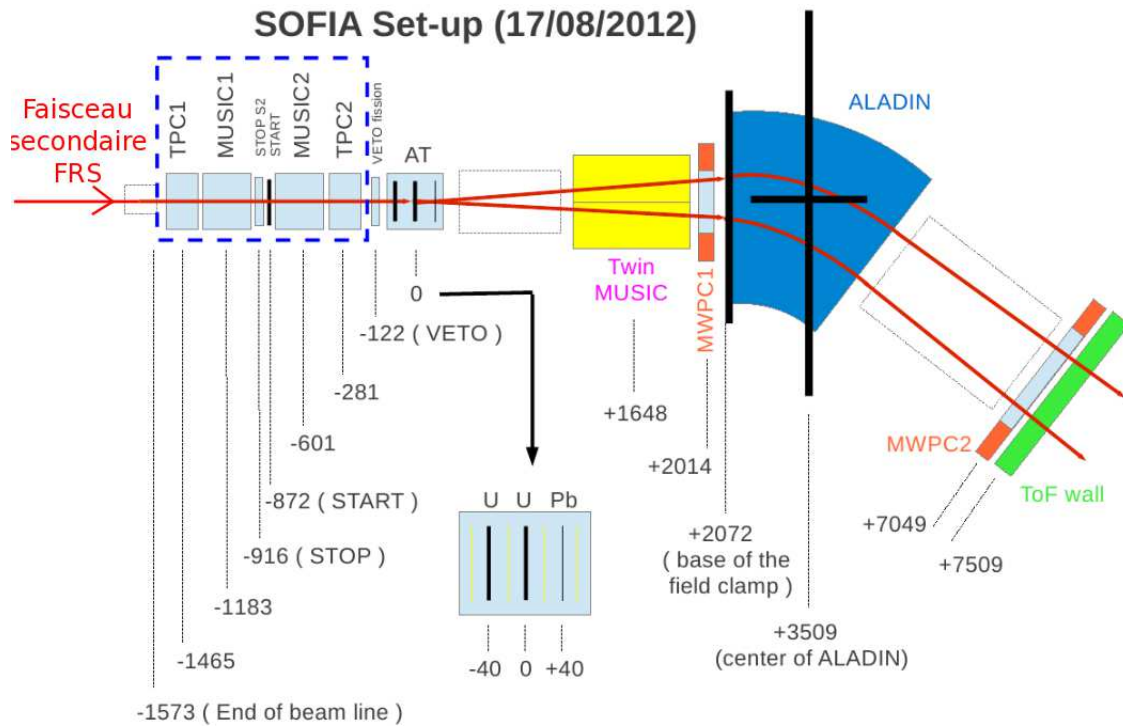 SOFIA Set-up (17/08/2012)
Faisceau
secondaire
FRS
TPC1
MUSIC1
STOP S2
START
MUSIC2
TPC2
VETO fission
AT
ALADIN
Twin
MUSIC
MWPC1
0
-122 ( VETO )
-281
-601
-872 ( START )
-916 ( STOP )
-1183
-1465
-1573 ( End of beam line )
U U Pb
-40 0 +40
+1648
+2014
+2072
( base of the
field clamp )
+3509
(center of ALADIN)
MWPC2
ToF wall
+7049
+7509